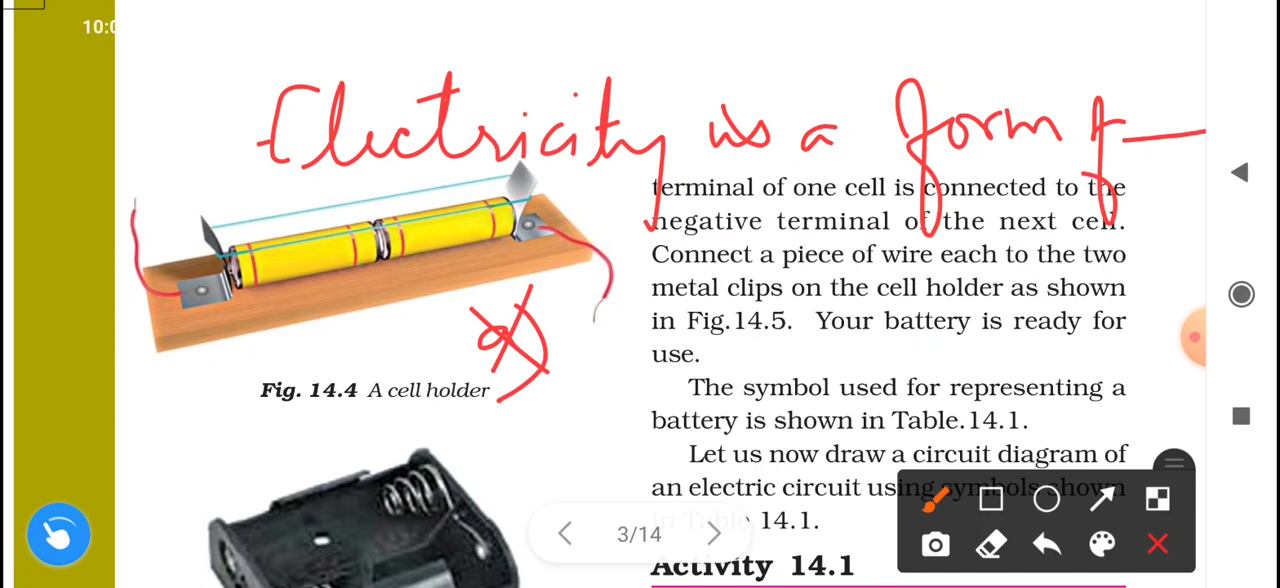 Electricity is a form of
terminal of one cell is connected to the
negative terminal of the next cell.
Connect a piece of wire each to the two
metal clips on the cell holder as shown
in Fig.14.5. Your battery is ready for
use.
The symbol used for representing a
battery is shown in Table.14.1.
Let us now draw a circuit diagram of
an electric circuit using symbols shown
in Table 14.1.
Activity 14.1
Fig. 14.4 A cell holder
3/14